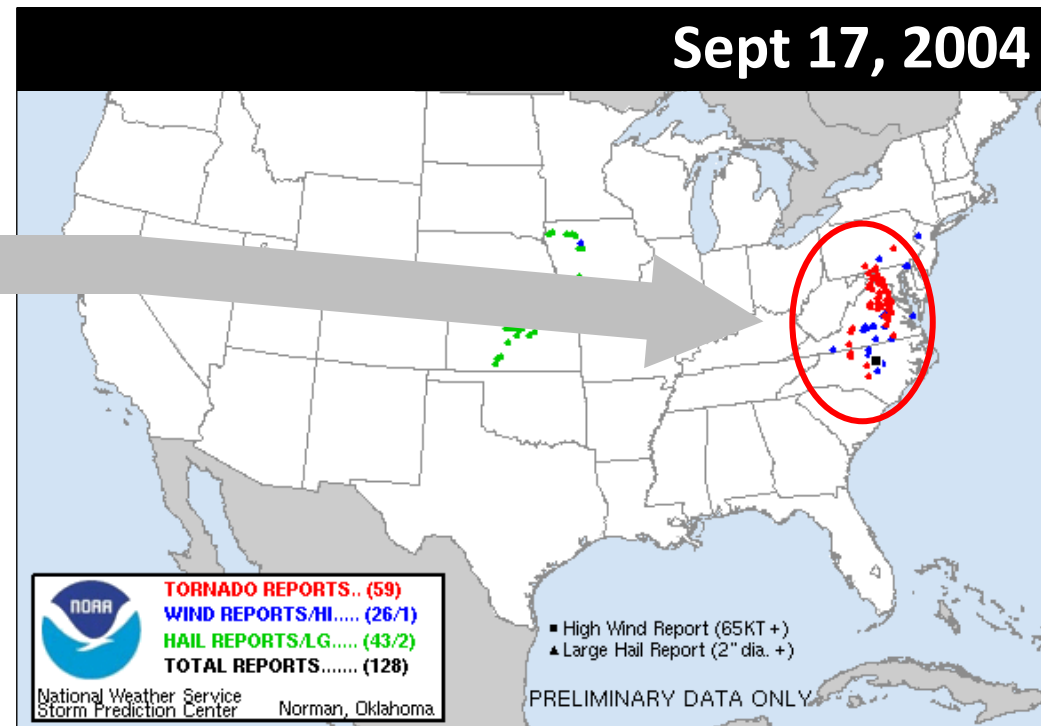 Sept 17, 2004
NOAA
TORNADO REPORTS.. (59)
WIND REPORTS/HI..... (26/1)
HAIL REPORTS/LG..... (43/2)
TOTAL REPORTS....... (128)
National Weather Service
Storm Prediction Center Norman, Oklahoma
High Wind Report (65KT +)
Large Hail Report (2" dia. +)
PRELIMINARY DATA ONLY